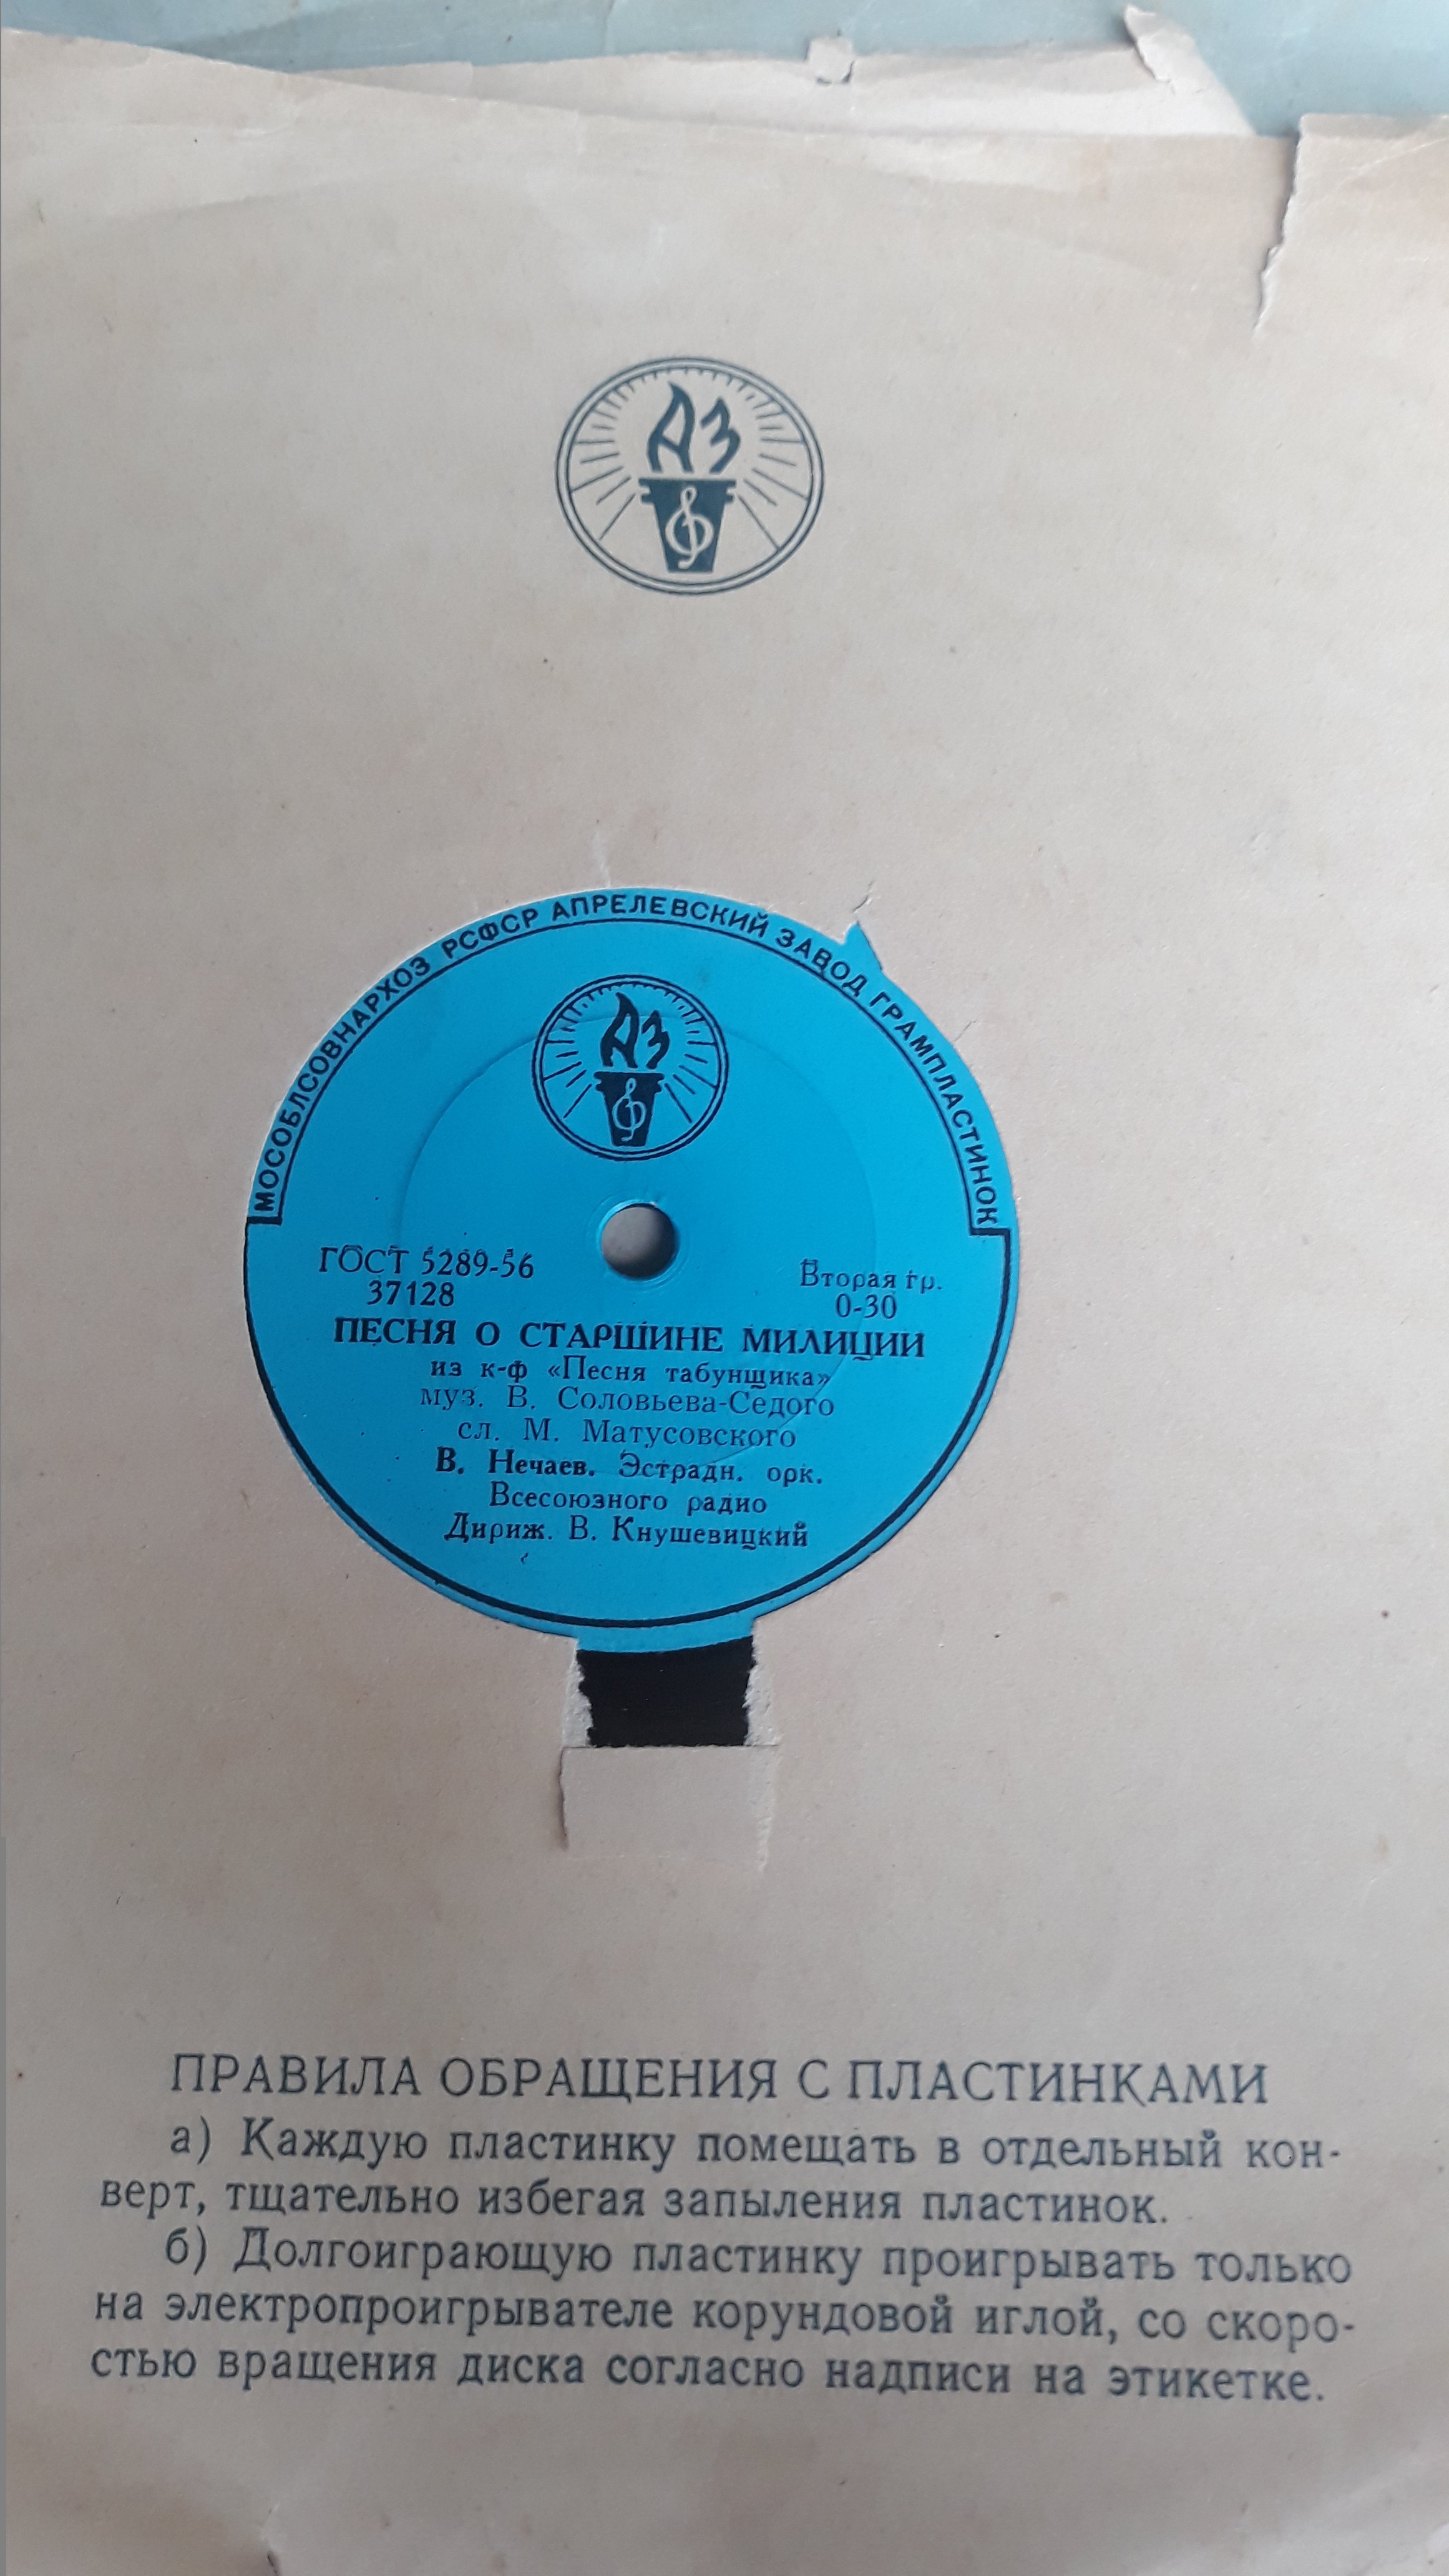 АЗ
МОСОБЛСОВНАРХОЗ РСФСР АПРЕЛЕВСКИЙ ЗАВОД ГРАМПЛАСТИНОК
АЗ
ГОСТ 5289-56
37128
Вторая гр.
0-30
ПЕСНЯ О СТАРШИНЕ МИЛИЦИИ
из к-ф «Песня табунщика»
муз. В. Соловьева-Седого
сл. М. Матусовского
В. Нечаев. Эстрадн. орк.
Всесоюзного радио
Дириж. В. Кнушевицкий
ПРАВИЛА ОБРАЩЕНИЯ С ПЛАСТИНКАМИ
а) Каждую пластинку помещать в отдельный кон-
верт, тщательно избегая запыления пластинок.
б) Долгоиграющую пластинку проигрывать только
на электропроигрывателе корундовой иглой, со скоро-
стью вращения диска согласно надписи на этикетке.